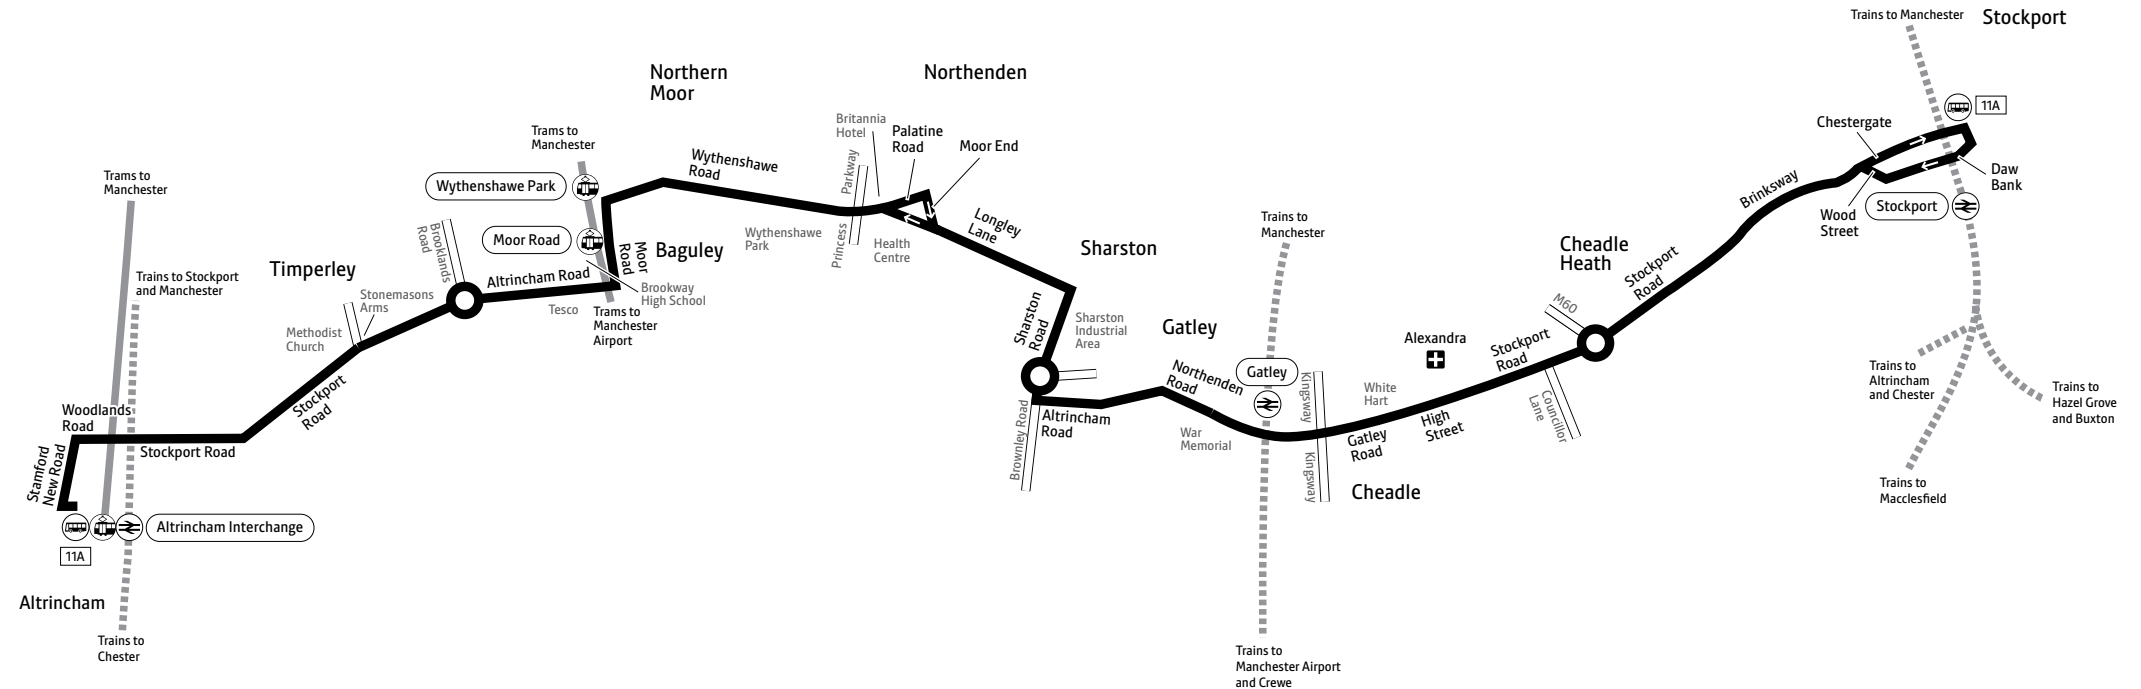 Trains to Manchester
Stockport
11A
Chestergate
Daw
Bank
Brinksway
Wood
Street
Stockport
Trains to
Altrincham
and Chester
Trains to
Hazel Grove
and Buxton
Trains to
Macclesfield
Cheadle
Heath
Stockport
Road
M60
Stockport
Road
Councillor
Lane
Alexandra
White
Hart
High
Street
Gatley
Road
Cheadle
Kingsway
Kingsway
Trains to
Manchester
Gatley
Gatley
Northenden
Road
War
Memorial
Trains to
Manchester Airport
and Crewe
Sharston
Sharston
Road
Sharston
Industrial
Area
Altrincham
Road
Brownley Road
Northenden
Britannia
Hotel
Palatine
Road
Moor End
Longley
Lane
Health
Centre
Princess
Parkway
Northern
Moor
Wythenshawe
Road
Wythenshawe
Park
Trams to
Manchester
Wythenshawe Park
Moor Road
Moor
Road
Baguley
Brookway
High School
Altrincham Road
Tesco
Trams to
Manchester
Airport
Brooklands
Road
Timperley
Stonemasons
Arms
Methodist
Church
Stockport
Road
Trams to
Manchester
Trains to Stockport
and Manchester
Woodlands
Road
Stockport Road
Stamford
New Road
Altrincham Interchange
11A
Altrincham
Trains to
Chester